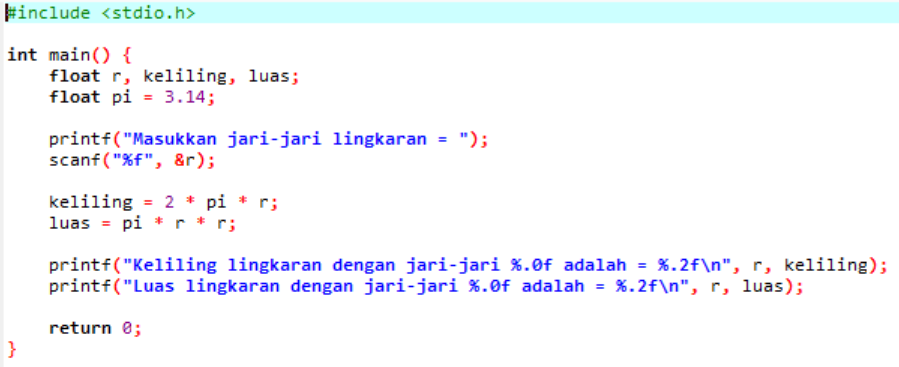 #include <stdio.h>
int main() {
    float r, keliling, luas;
    float pi = 3.14;
    printf("Masukkan jari-jari lingkaran = ");
    scanf("%f", &r);
    keliling = 2 * pi * r;
    luas = pi * r * r;
    printf("Keliling lingkaran dengan jari-jari %.0f adalah = %.2f\n", r, keliling);
    printf("Luas lingkaran dengan jari-jari %.0f adalah = %.2f\n", r, luas);
    return 0;
}